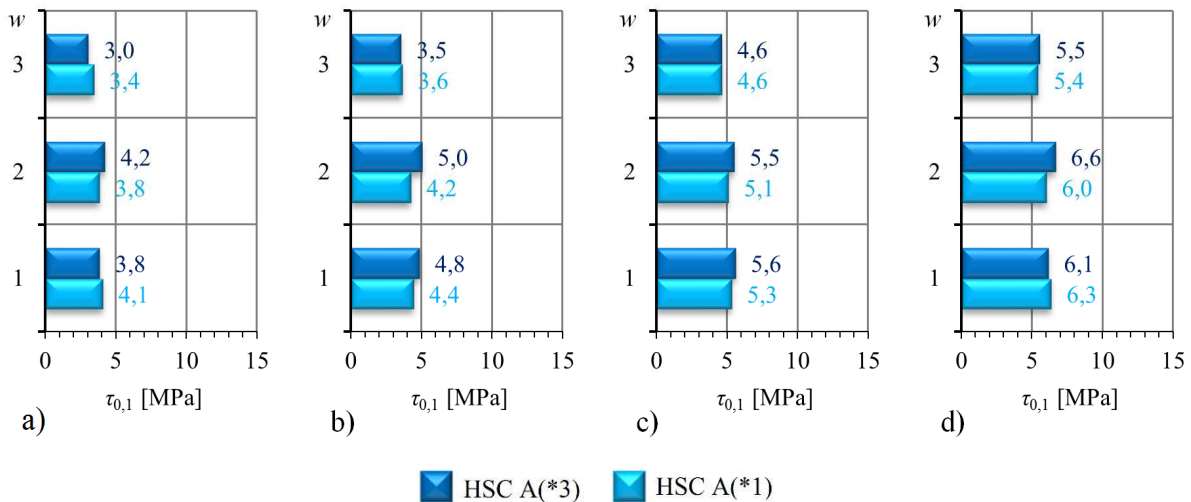 w
3
3,0
3,4
2
4,2
3,8
1
3,8
4,1
0 5 10 15
τ0,1 [MPa]
a)
w
3
3,5
3,6
2
5,0
4,2
1
4,8
4,4
0 5 10 15
τ0,1 [MPa]
b)
w
3
4,6
4,6
2
5,5
5,1
1
5,6
5,3
0 5 10 15
τ0,1 [MPa]
c)
w
3
5,5
5,4
2
6,6
6,0
1
6,1
6,3
0 5 10 15
τ0,1 [MPa]
d)
HSC A(*3) HSC A(*1)